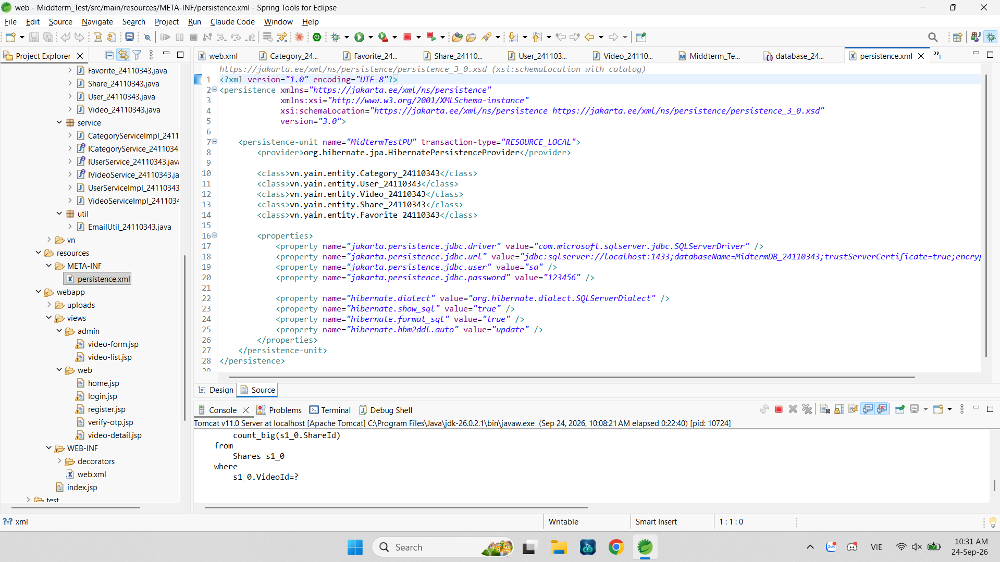 web - Middterm_Test/src/main/resources/META-INF/persistence.xml - Spring Tools for Eclipse
File Edit Source Navigate Search Project Run Claude Code Window Help
Project Explorer
Favorite_24110343.java
Share_24110343.java
User_24110343.java
Video_24110343.java
service
CategoryServiceImpl_2411
ICategoryService_2411034
IUserService_24110343.java
IVideoService_24110343.ja
UserServiceImpl_24110343
VideoServiceImpl_2411034
util
EmailUtil_24110343.java
vn
resources
META-INF
persistence.xml
webapp
uploads
views
admin
video-form.jsp
video-list.jsp
web
home.jsp
login.jsp
register.jsp
verify-otp.jsp
video-detail.jsp
WEB-INF
decorators
web.xml
index.jsp
test
web.xml Category_24... Favorite_24... Share_24110... User_241103... Video_24110... Middterm_Te... database_24... persistence.xml »1
https://jakarta.ee/xml/ns/persistence/persistence_3_0.xsd (xsi:schemaLocation with catalog)
1 <?xml version="1.0" encoding="UTF-8"?>
2 <persistence xmlns="https://jakarta.ee/xml/ns/persistence"
3 xmlns:xsi="http://www.w3.org/2001/XMLSchema-instance"
4 xsi:schemaLocation="https://jakarta.ee/xml/ns/persistence https://jakarta.ee/xml/ns/persistence/persistence_3_0.xsd"
5 version="3.0">
6
7 <persistence-unit name="MidtermTestPU" transaction-type="RESOURCE_LOCAL">
8 <provider>org.hibernate.jpa.HibernatePersistenceProvider</provider>
9
10 <class>vn.yain.entity.Category_24110343</class>
11 <class>vn.yain.entity.User_24110343</class>
12 <class>vn.yain.entity.Video_24110343</class>
13 <class>vn.yain.entity.Share_24110343</class>
14 <class>vn.yain.entity.Favorite_24110343</class>
15
16 <properties>
17 <property name="jakarta.persistence.jdbc.driver" value="com.microsoft.sqlserver.jdbc.SQLServerDriver" />
18 <property name="jakarta.persistence.jdbc.url" value="jdbc:sqlserver://localhost:1433;databaseName=MidtermDB_24110343;trustServerCertificate=true;encryp
19 <property name="jakarta.persistence.jdbc.user" value="sa" />
20 <property name="jakarta.persistence.jdbc.password" value="123456" />
21
22 <property name="hibernate.dialect" value="org.hibernate.dialect.SQLServerDialect" />
23 <property name="hibernate.show_sql" value="true" />
24 <property name="hibernate.format_sql" value="true" />
25 <property name="hibernate.hbm2ddl.auto" value="update" />
26 </properties>
27 </persistence-unit>
28 </persistence>
29
Design Source
Console Problems Terminal Debug Shell
Tomcat v11.0 Server at localhost [Apache Tomcat] C:\Program Files\Java\jdk-26.0.2.1\bin\javaw.exe (Sep 24, 2026, 10:08:21 AM elapsed 0:22:40) [pid: 10724]
count_big(s1_0.ShareId)
from
Shares s1_0
where
s1_0.VideoId=?
xml Writable Smart Insert 1 : 1 : 0
Search
Zalo
VIE
10:31 AM
24-Sep-26